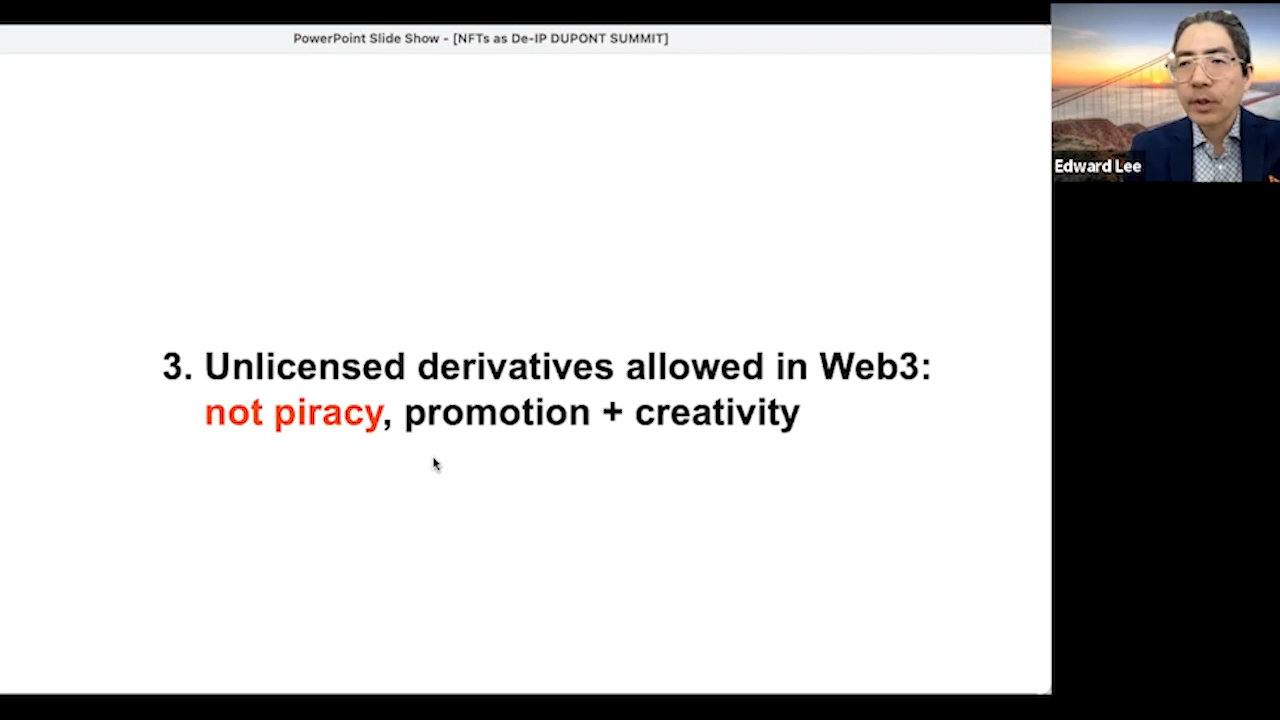 PowerPoint Slide Show - [NFTs as De-IP DUPONT SUMMIT]
Edward Lee
3. Unlicensed derivatives allowed in Web3:
not piracy, promotion + creativity